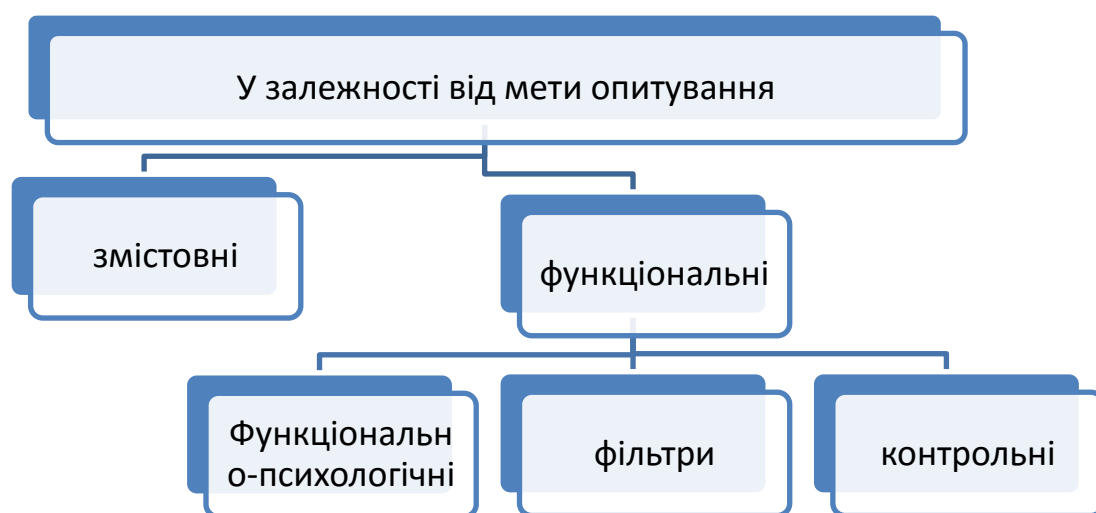 У залежності від мети опитування
змістовні
функціональні
Функціональн
о-психологічні
фільтри
контрольні